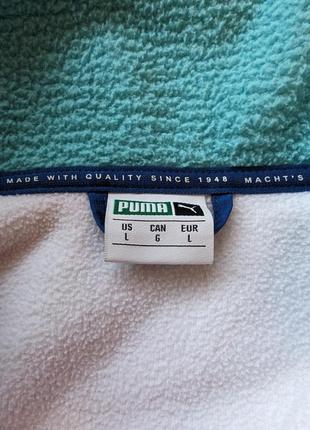 MADE WITH QUALITY SINCE 1948 MACHT'S
PUMA
US CAN EUR
L G L